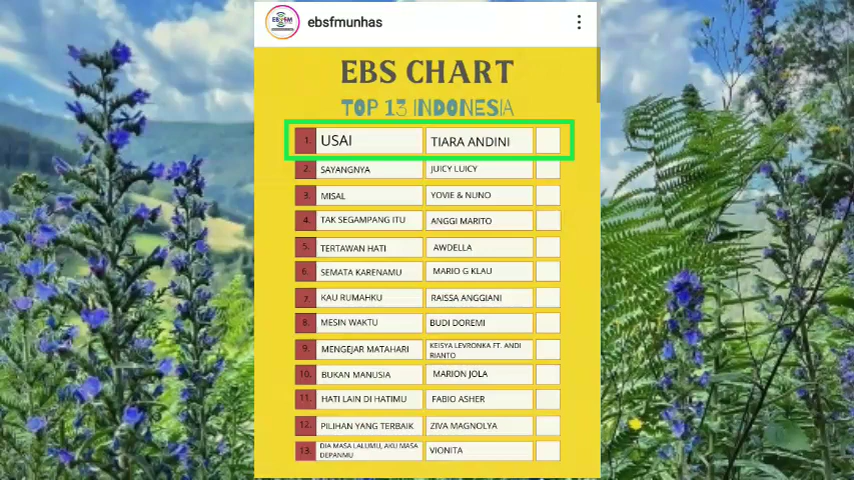 ebsfmunhas
EBS CHART
TOP 13 INDONESIA
1. USAI TIARA ANDINI
2. SAYANGNYA JUICY LUICY
3. MISAL YOVIE & NUNO
4. TAK SEGAMPANG ITU ANGGI MARITO
5. TERTAWAN HATI AWDELLA
6. SEMATA KARENAMU MARIO G KLAU
7. KAU RUMAHKU RAISSA ANGGIANI
8. MESIN WAKTU BUDI DOREMI
9. MENGEJAR MATAHARI KEISYA LEVRONKA FT. ANDI
RIANTO
10. BUKAN MANUSIA MARION JOLA
11. HATI LAIN DI HATIMU FABIO ASHER
12. PILIHAN YANG TERBAIK ZIVA MAGNOLYA
13. DIA MASA LALUMU, AKU MASA
DEPANMU VIONITA